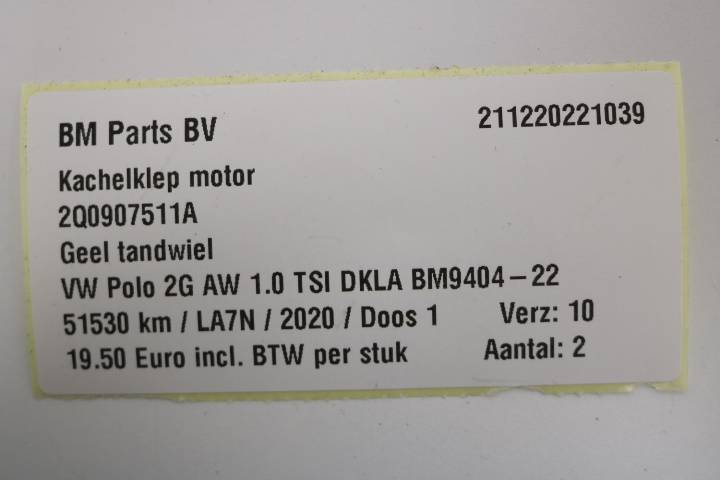 BM Parts BV 211220221039
Kachelklep motor
2Q0907511A
Geel tandwiel
VW Polo 2G AW 1.0 TSI DKLA BM9404-22
51530 km / LA7N / 2020 / Doos 1 Verz: 10
19.50 Euro incl. BTW per stuk Aantal: 2